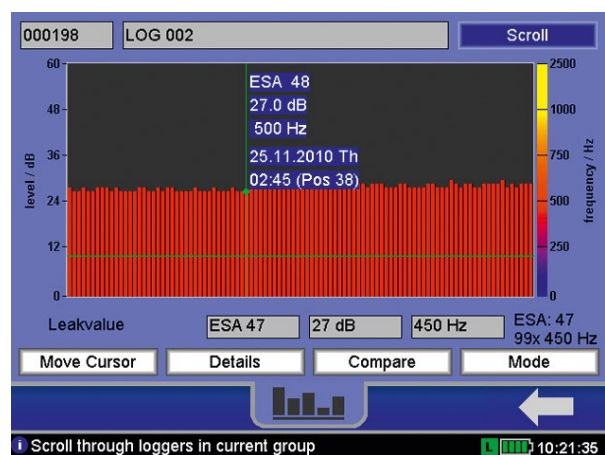 000198 LOG 002 Scroll
60 2500
ESA 48
27.0 dB
48 1000
500 Hz
36 750
25.11.2010 Th
02:45 (Pos 38)
24 500
12 250
0 0
level / dB
frequency / Hz
Leakvalue ESA 47 27 dB 450 Hz ESA: 47
99x 450 Hz
Move Cursor Details Compare Mode
i Scroll through loggers in current group L 10:21:35